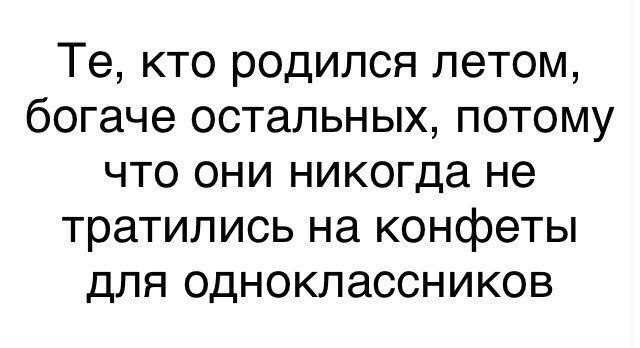 Те, кто родился летом,
богаче остальных, потому
что они никогда не
тратились на конфеты
для одноклассников